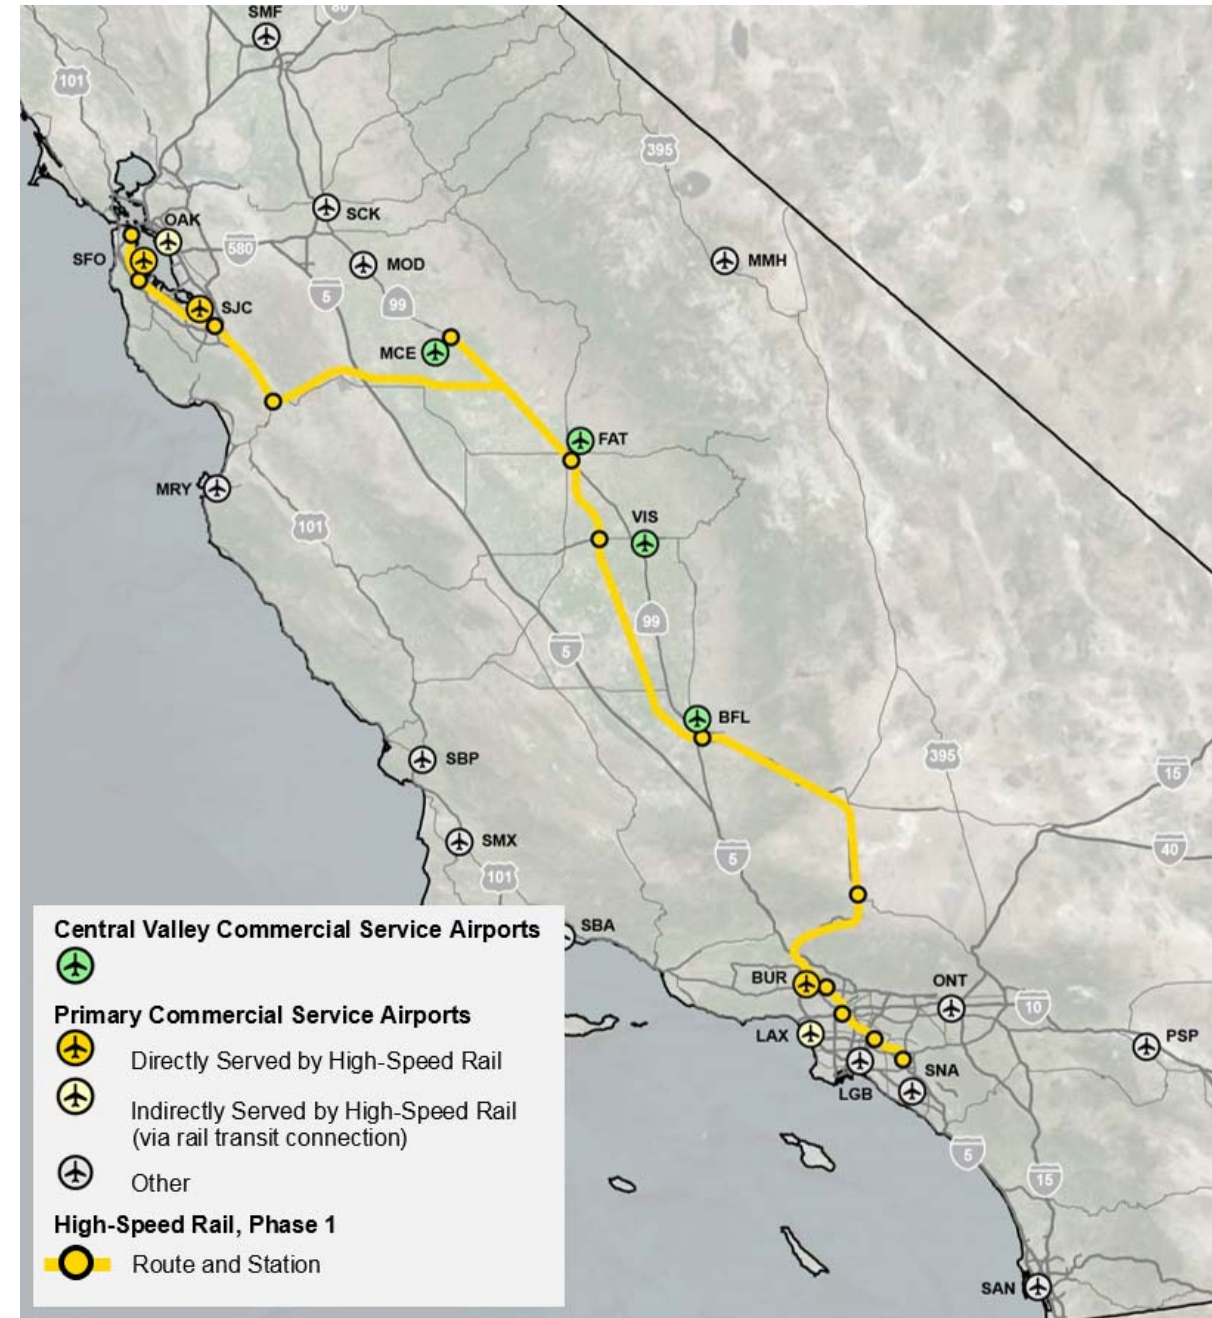 SMF
80
101
395
OAK
SCK
SFO
580
MOD
MMH
5
99
SJC
MCE
FAT
MRY
101
VIS
99
5
BFL
SBP
395
15
SMX
5
40
101
SBA
BUR
ONT
10
LAX
PSP
SNA
LGB
5
15
SAN
Central Valley Commercial Service Airports
Primary Commercial Service Airports
Directly Served by High-Speed Rail
Indirectly Served by High-Speed Rail
(via rail transit connection)
Other
High-Speed Rail, Phase 1
Route and Station